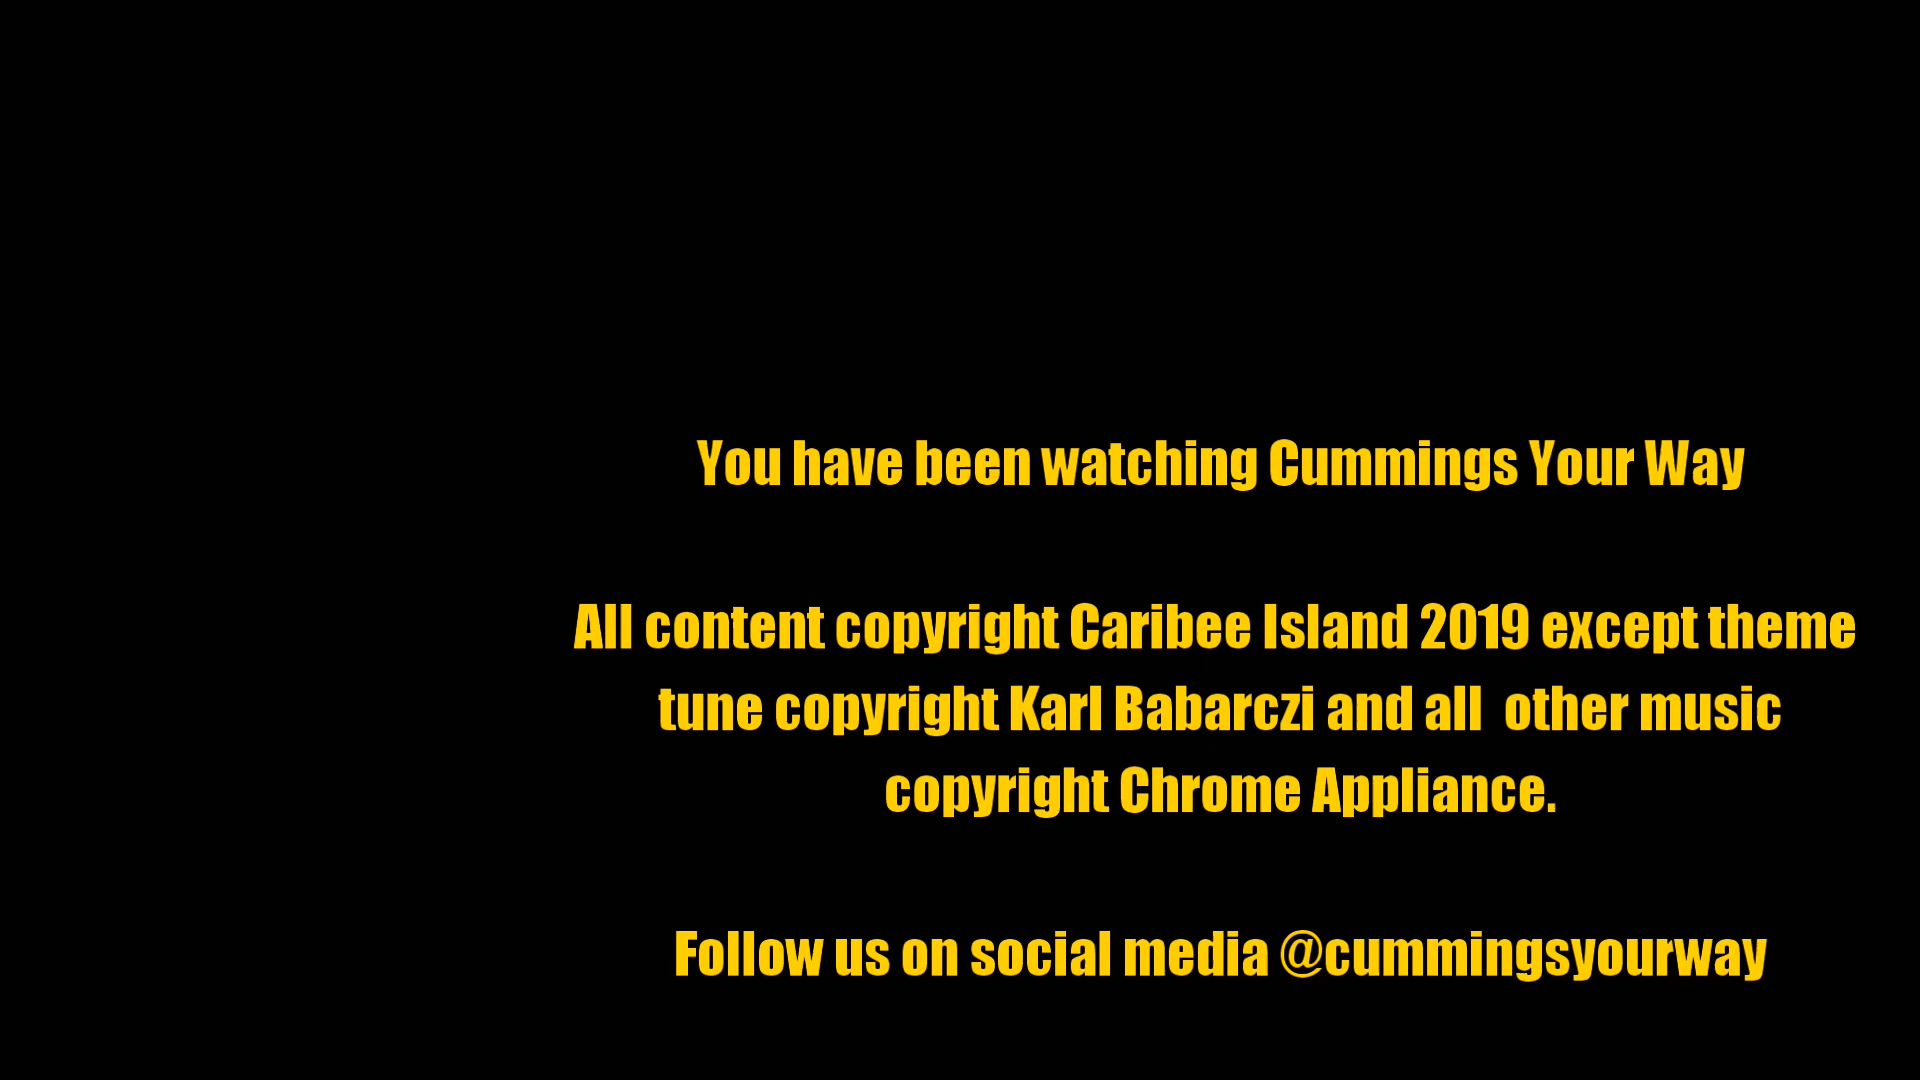 You have been watching Cummings Your Way
All content copyright Caribee Island 2019 except theme
tune copyright Karl Babarczi and all  other music
copyright Chrome Appliance.
Follow us on social media @cummingsyourway